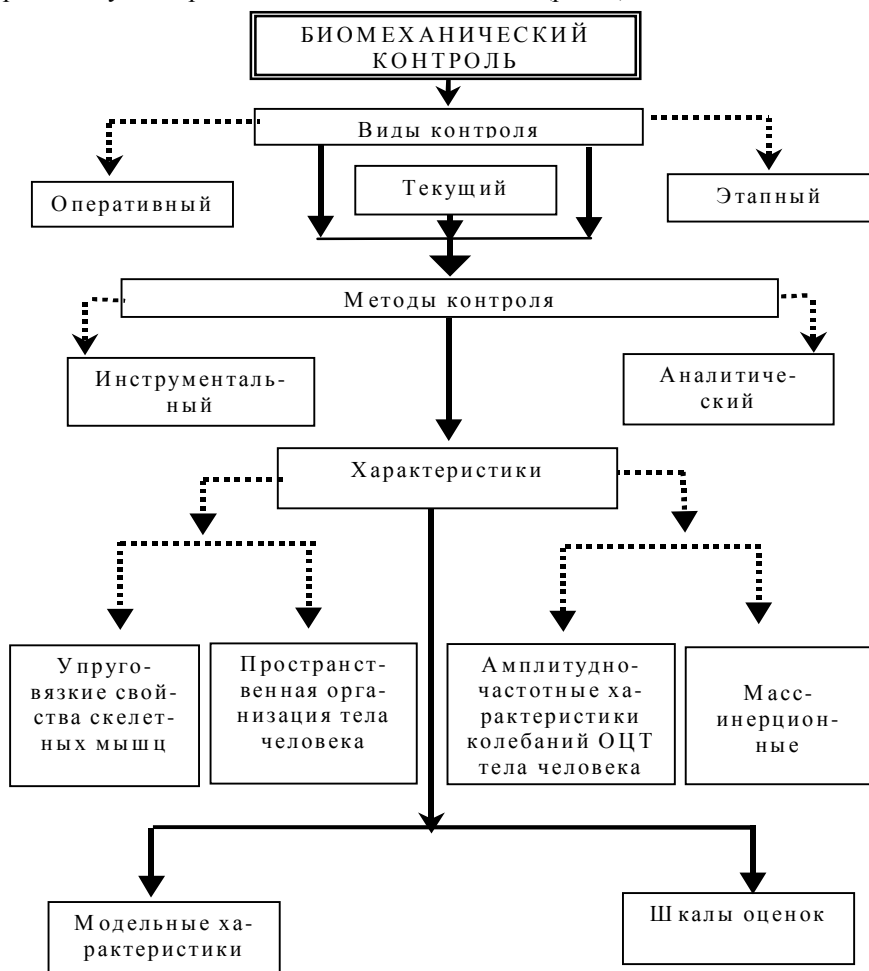 БИОМЕХАНИЧЕСКИЙ
КОНТРОЛЬ
Виды контроля
Оперативный
Текущий
Этапный
Методы контроля
Инструменталь-
ный
Аналитиче-
ский
Характеристики
Упруго-
вязкие свой-
ства скелет-
ных мышц
Пространст-
венная орга-
низация тела
человека
Амплитудно-
частотные ха-
рактеристики
колебаний ОЦТ
тела человека
Масс-
инерцион-
ные
Модельные ха-
рактеристики
Шкалы оценок